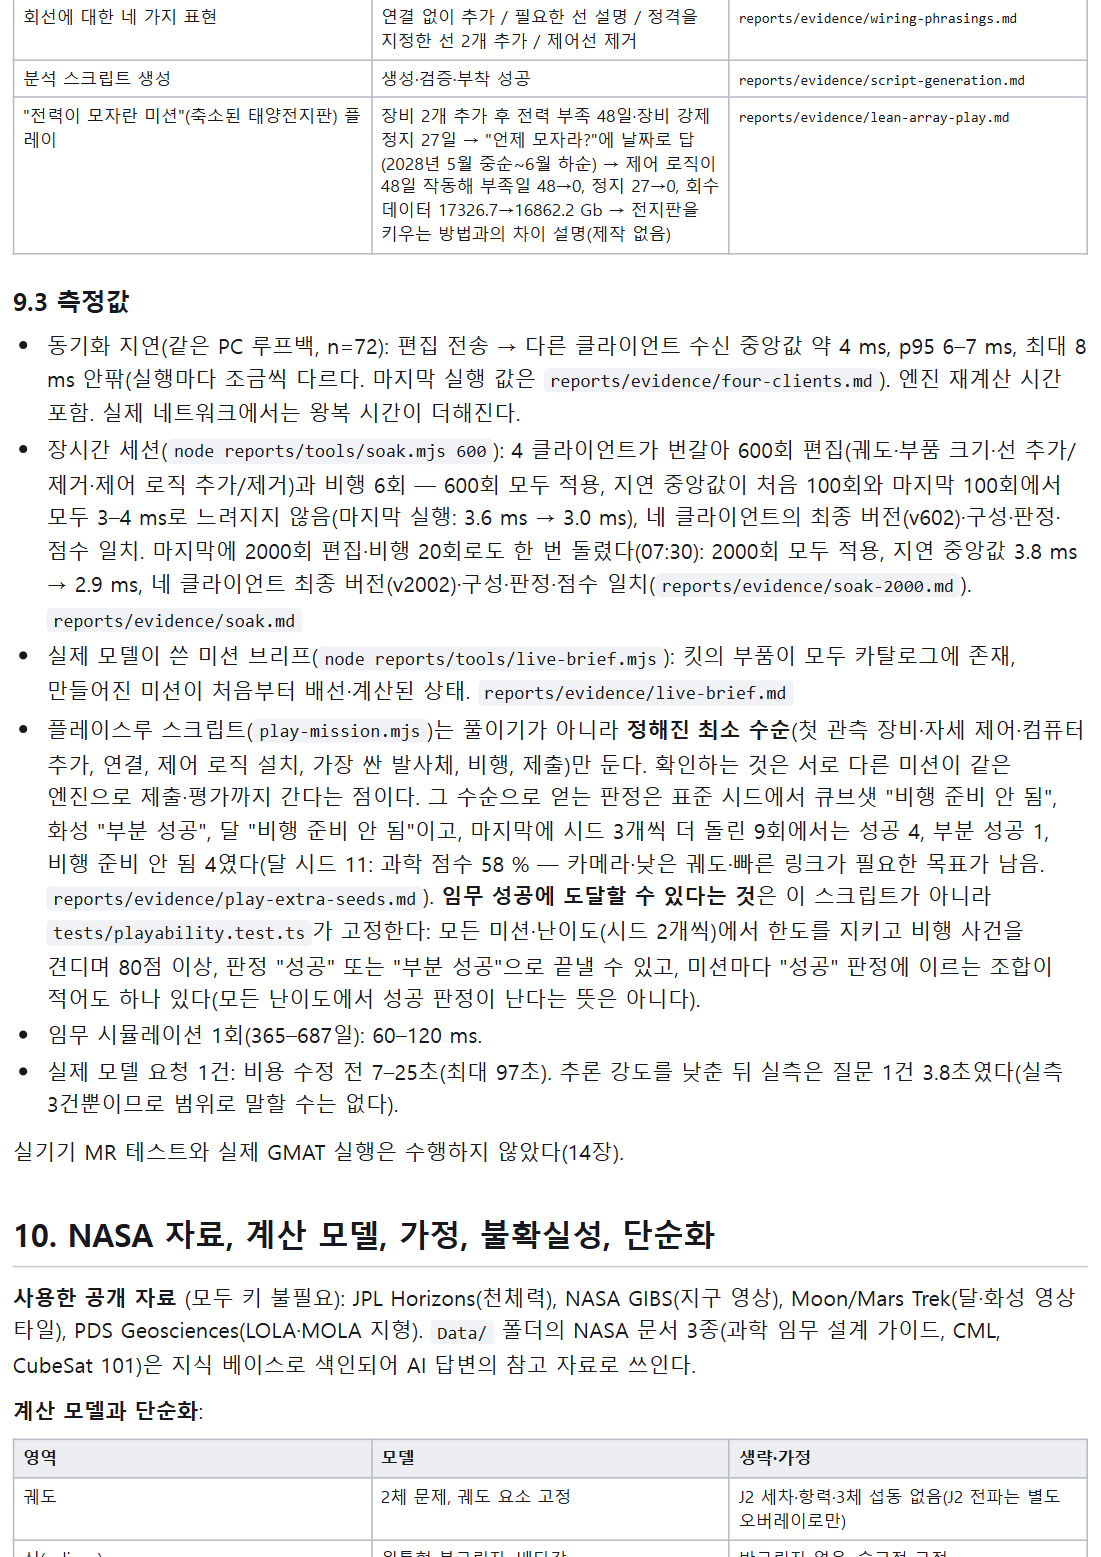 회선에 대한 네 가지 표현
연결 없이 추가 / 필요한 선 설명 / 정격을
지정한 선 2개 추가 / 제어선 제거
reports/evidence/wiring-phrasings.md
분석 스크립트 생성
생성·검증·부착 성공
reports/evidence/script-generation.md
"전력이 모자란 미션"(축소된 태양전지판) 플
레이
장비 2개 추가 후 전력 부족 48일·장비 강제
정지 27일 → "언제 모자라?"에 날짜로 답
(2028년 5월 중순~6월 하순) → 제어 로직이
48일 작동해 부족일 48→0, 정지 27→0, 회수
데이터 17326.7→16862.2 Gb → 전지판을
키우는 방법과의 차이 설명(제작 없음)
reports/evidence/lean-array-play.md
9.3 측정값
• 동기화 지연(같은 PC 루프백, n=72): 편집 전송 → 다른 클라이언트 수신 중앙값 약 4 ms, p95 6–7 ms, 최대 8
ms 안팎(실행마다 조금씩 다르다. 마지막 실행 값은 reports/evidence/four-clients.md ). 엔진 재계산 시간
포함. 실제 네트워크에서는 왕복 시간이 더해진다.
• 장시간 세션( node reports/tools/soak.mjs 600 ): 4 클라이언트가 번갈아 600회 편집(궤도·부품 크기·선 추가/
제거·제어 로직 추가/제거)과 비행 6회 — 600회 모두 적용, 지연 중앙값이 처음 100회와 마지막 100회에서
모두 3–4 ms로 느려지지 않음(마지막 실행: 3.6 ms → 3.0 ms), 네 클라이언트의 최종 버전(v602)·구성·판정·
점수 일치. 마지막에 2000회 편집·비행 20회로도 한 번 돌렸다(07:30): 2000회 모두 적용, 지연 중앙값 3.8 ms
→ 2.9 ms, 네 클라이언트 최종 버전(v2002)·구성·판정·점수 일치( reports/evidence/soak-2000.md ).
reports/evidence/soak.md
• 실제 모델이 쓴 미션 브리프( node reports/tools/live-brief.mjs ): 킷의 부품이 모두 카탈로그에 존재,
만들어진 미션이 처음부터 배선·계산된 상태. reports/evidence/live-brief.md
• 플레이스루 스크립트( play-mission.mjs )는 풀이기가 아니라 정해진 최소 수순(첫 관측 장비·자세 제어·컴퓨터
추가, 연결, 제어 로직 설치, 가장 싼 발사체, 비행, 제출)만 둔다. 확인하는 것은 서로 다른 미션이 같은
엔진으로 제출·평가까지 간다는 점이다. 그 수순으로 얻는 판정은 표준 시드에서 큐브샛 "비행 준비 안 됨",
화성 "부분 성공", 달 "비행 준비 안 됨"이고, 마지막에 시드 3개씩 더 돌린 9회에서는 성공 4, 부분 성공 1,
비행 준비 안 됨 4였다(달 시드 11: 과학 점수 58 % — 카메라·낮은 궤도·빠른 링크가 필요한 목표가 남음.
reports/evidence/play-extra-seeds.md ). 임무 성공에 도달할 수 있다는 것은 이 스크립트가 아니라
tests/playability.test.ts 가 고정한다: 모든 미션·난이도(시드 2개씩)에서 한도를 지키고 비행 사건을
견디며 80점 이상, 판정 "성공" 또는 "부분 성공"으로 끝낼 수 있고, 미션마다 "성공" 판정에 이르는 조합이
적어도 하나 있다(모든 난이도에서 성공 판정이 난다는 뜻은 아니다).
• 임무 시뮬레이션 1회(365–687일): 60–120 ms.
• 실제 모델 요청 1건: 비용 수정 전 7–25초(최대 97초). 추론 강도를 낮춘 뒤 실측은 질문 1건 3.8초였다(실측
3건뿐이므로 범위로 말할 수는 없다).
실기기 MR 테스트와 실제 GMAT 실행은 수행하지 않았다(14장).
10. NASA 자료, 계산 모델, 가정, 불확실성, 단순화
사용한 공개 자료 (모두 키 불필요): JPL Horizons(천체력), NASA GIBS(지구 영상), Moon/Mars Trek(달·화성 영상
타일), PDS Geosciences(LOLA·MOLA 지형). Data/ 폴더의 NASA 문서 3종(과학 임무 설계 가이드, CML,
CubeSat 101)은 지식 베이스로 색인되어 AI 답변의 참고 자료로 쓰인다.
계산 모델과 단순화:
영역
모델
생략·가정
궤도
2체 문제, 궤도 요소 고정
J2 세차·항력·3체 섭동 없음(J2 전파는 별도
오버레이로만)